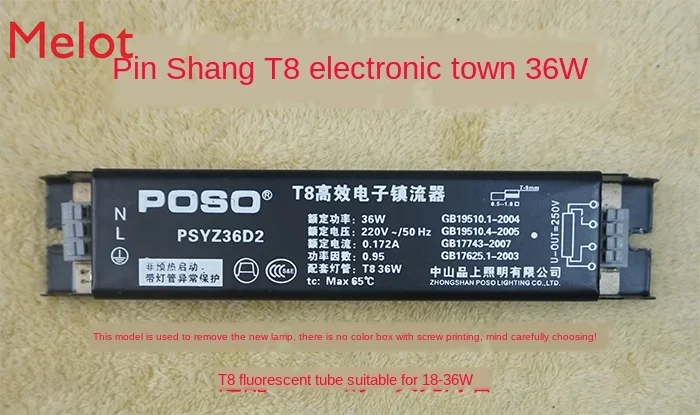 Melot
Pin Shang T8 electronic town 36W
POSO®
PSYZ36D2
N
L
非预热启动
带灯管异常保护
T8高效电子镇流器
额定功率: 36W
额定电压: 220V ~/50 Hz
额定电流: 0.172A
功率因数: 0.95
配套灯管: T8 36W
tc: Max 65℃
7-9mm
0.5-1.0
GB19510.1-2004
GB19510.4-2005
GB17743-2007
GB17625.1-2003
U-OUT=250V
中山品上照明有限公司
ZHONGSHAN POSO LIGHTING CO.,LTD.
This model is used to remove the new lamp, there is no color box with screw printing, mind carefully choosing!
T8 fluorescent tube suitable for 18-36W